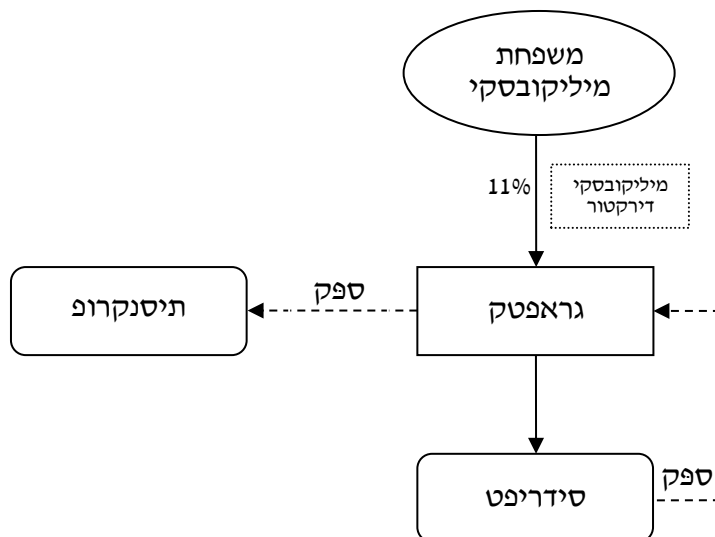 משפחת
מיליקובסקי
11%
מיליקובסקי
דירקטור
ספק
תיסנקרופ
גראפטק
ספק
סידריפט